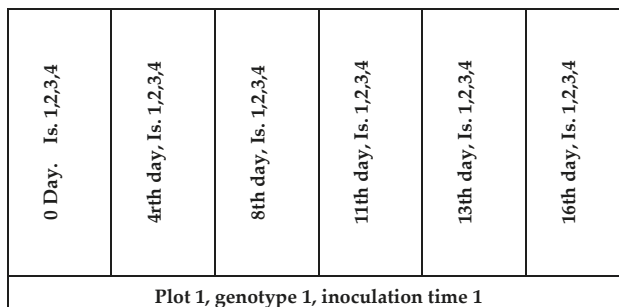 0 Day. Is. 1,2,3,4
4rth day, Is. 1,2,3,4
8th day, Is. 1,2,3,4
11th day, Is. 1,2,3,4
13th day, Is. 1,2,3,4
16th day, Is. 1,2,3,4
Plot 1, genotype 1, inoculation time 1